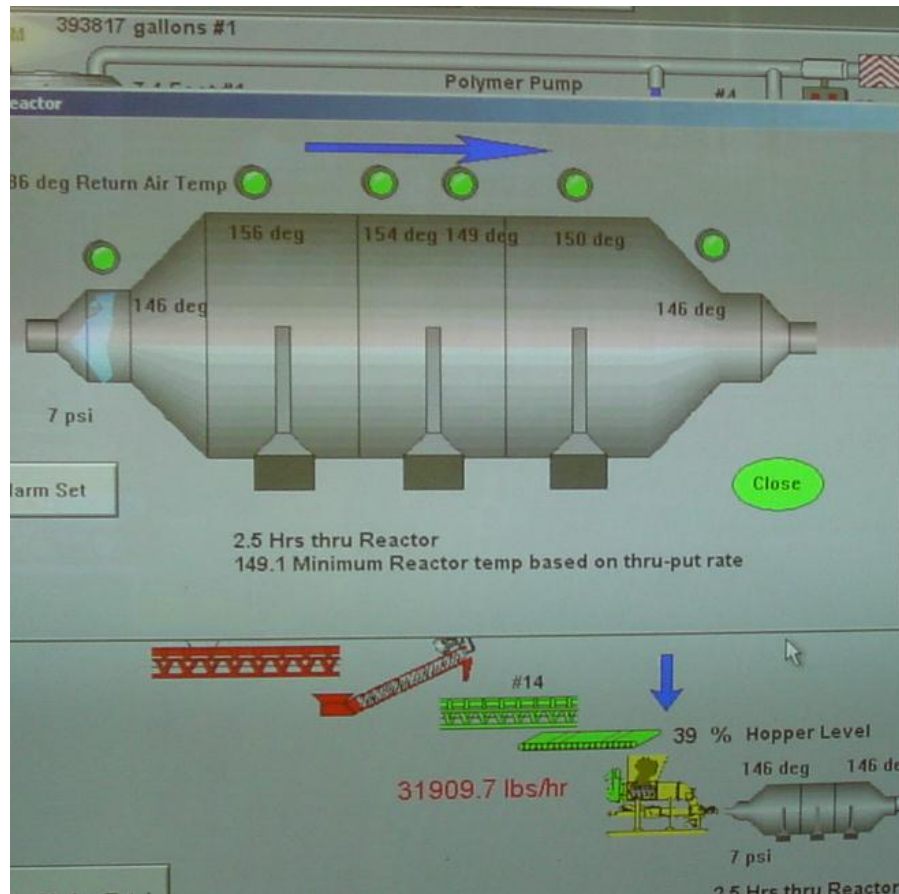 393817 gallons #1
Polymer Pump
#4
eactor
36 deg Return Air Temp
156 deg 154 deg 149 deg 150 deg
146 deg 146 deg
7 psi
larm Set
Close
2.5 Hrs thru Reactor
149.1 Minimum Reactor temp based on thru-put rate
#14
39 % Hopper Level
146 deg 146 de
31909.7 lbs/hr
7 psi
2.5 Hrs thru Reactor